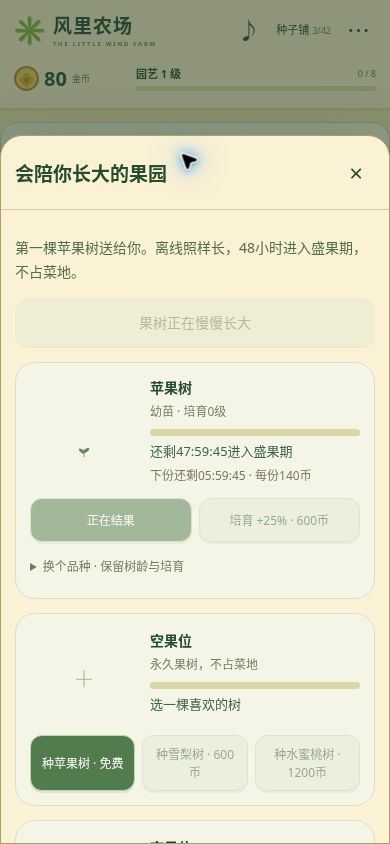 风里农场
THE LITTLE WIND FARM
种子铺 3/42
80 金币
园艺 1 级
0 / 8
会陪你长大的果园
第一棵苹果树送给你。离线照样长，48小时进入盛果期，
不占菜地。
果树正在慢慢长大
苹果树
幼苗 · 培育0级
还剩47:59:45进入盛果期
下份还剩05:59:45 · 每份140币
正在结果
培育 +25% · 600币
换个品种 · 保留树龄与培育
空果位
永久果树，不占菜地
选一棵喜欢的树
种苹果树 · 免费
种雪梨树 · 600
币
种水蜜桃树 ·
1200币